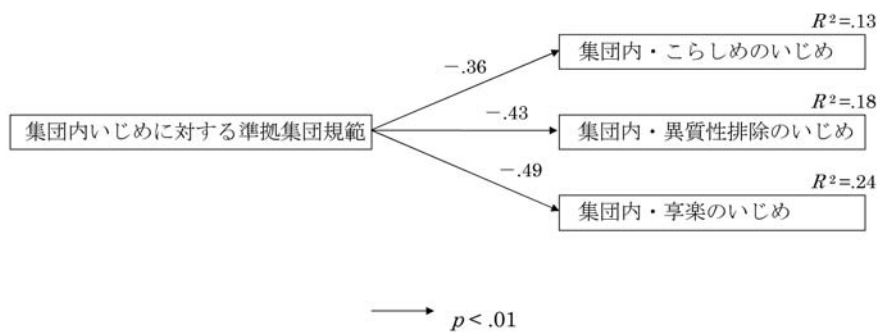 R²=.13
集団内・こらしめのいじめ
−.36
R²=.18
−.43
集団内いじめに対する準拠集団規範
集団内・異質性排除のいじめ
−.49
R²=.24
集団内・享楽のいじめ
p < .01